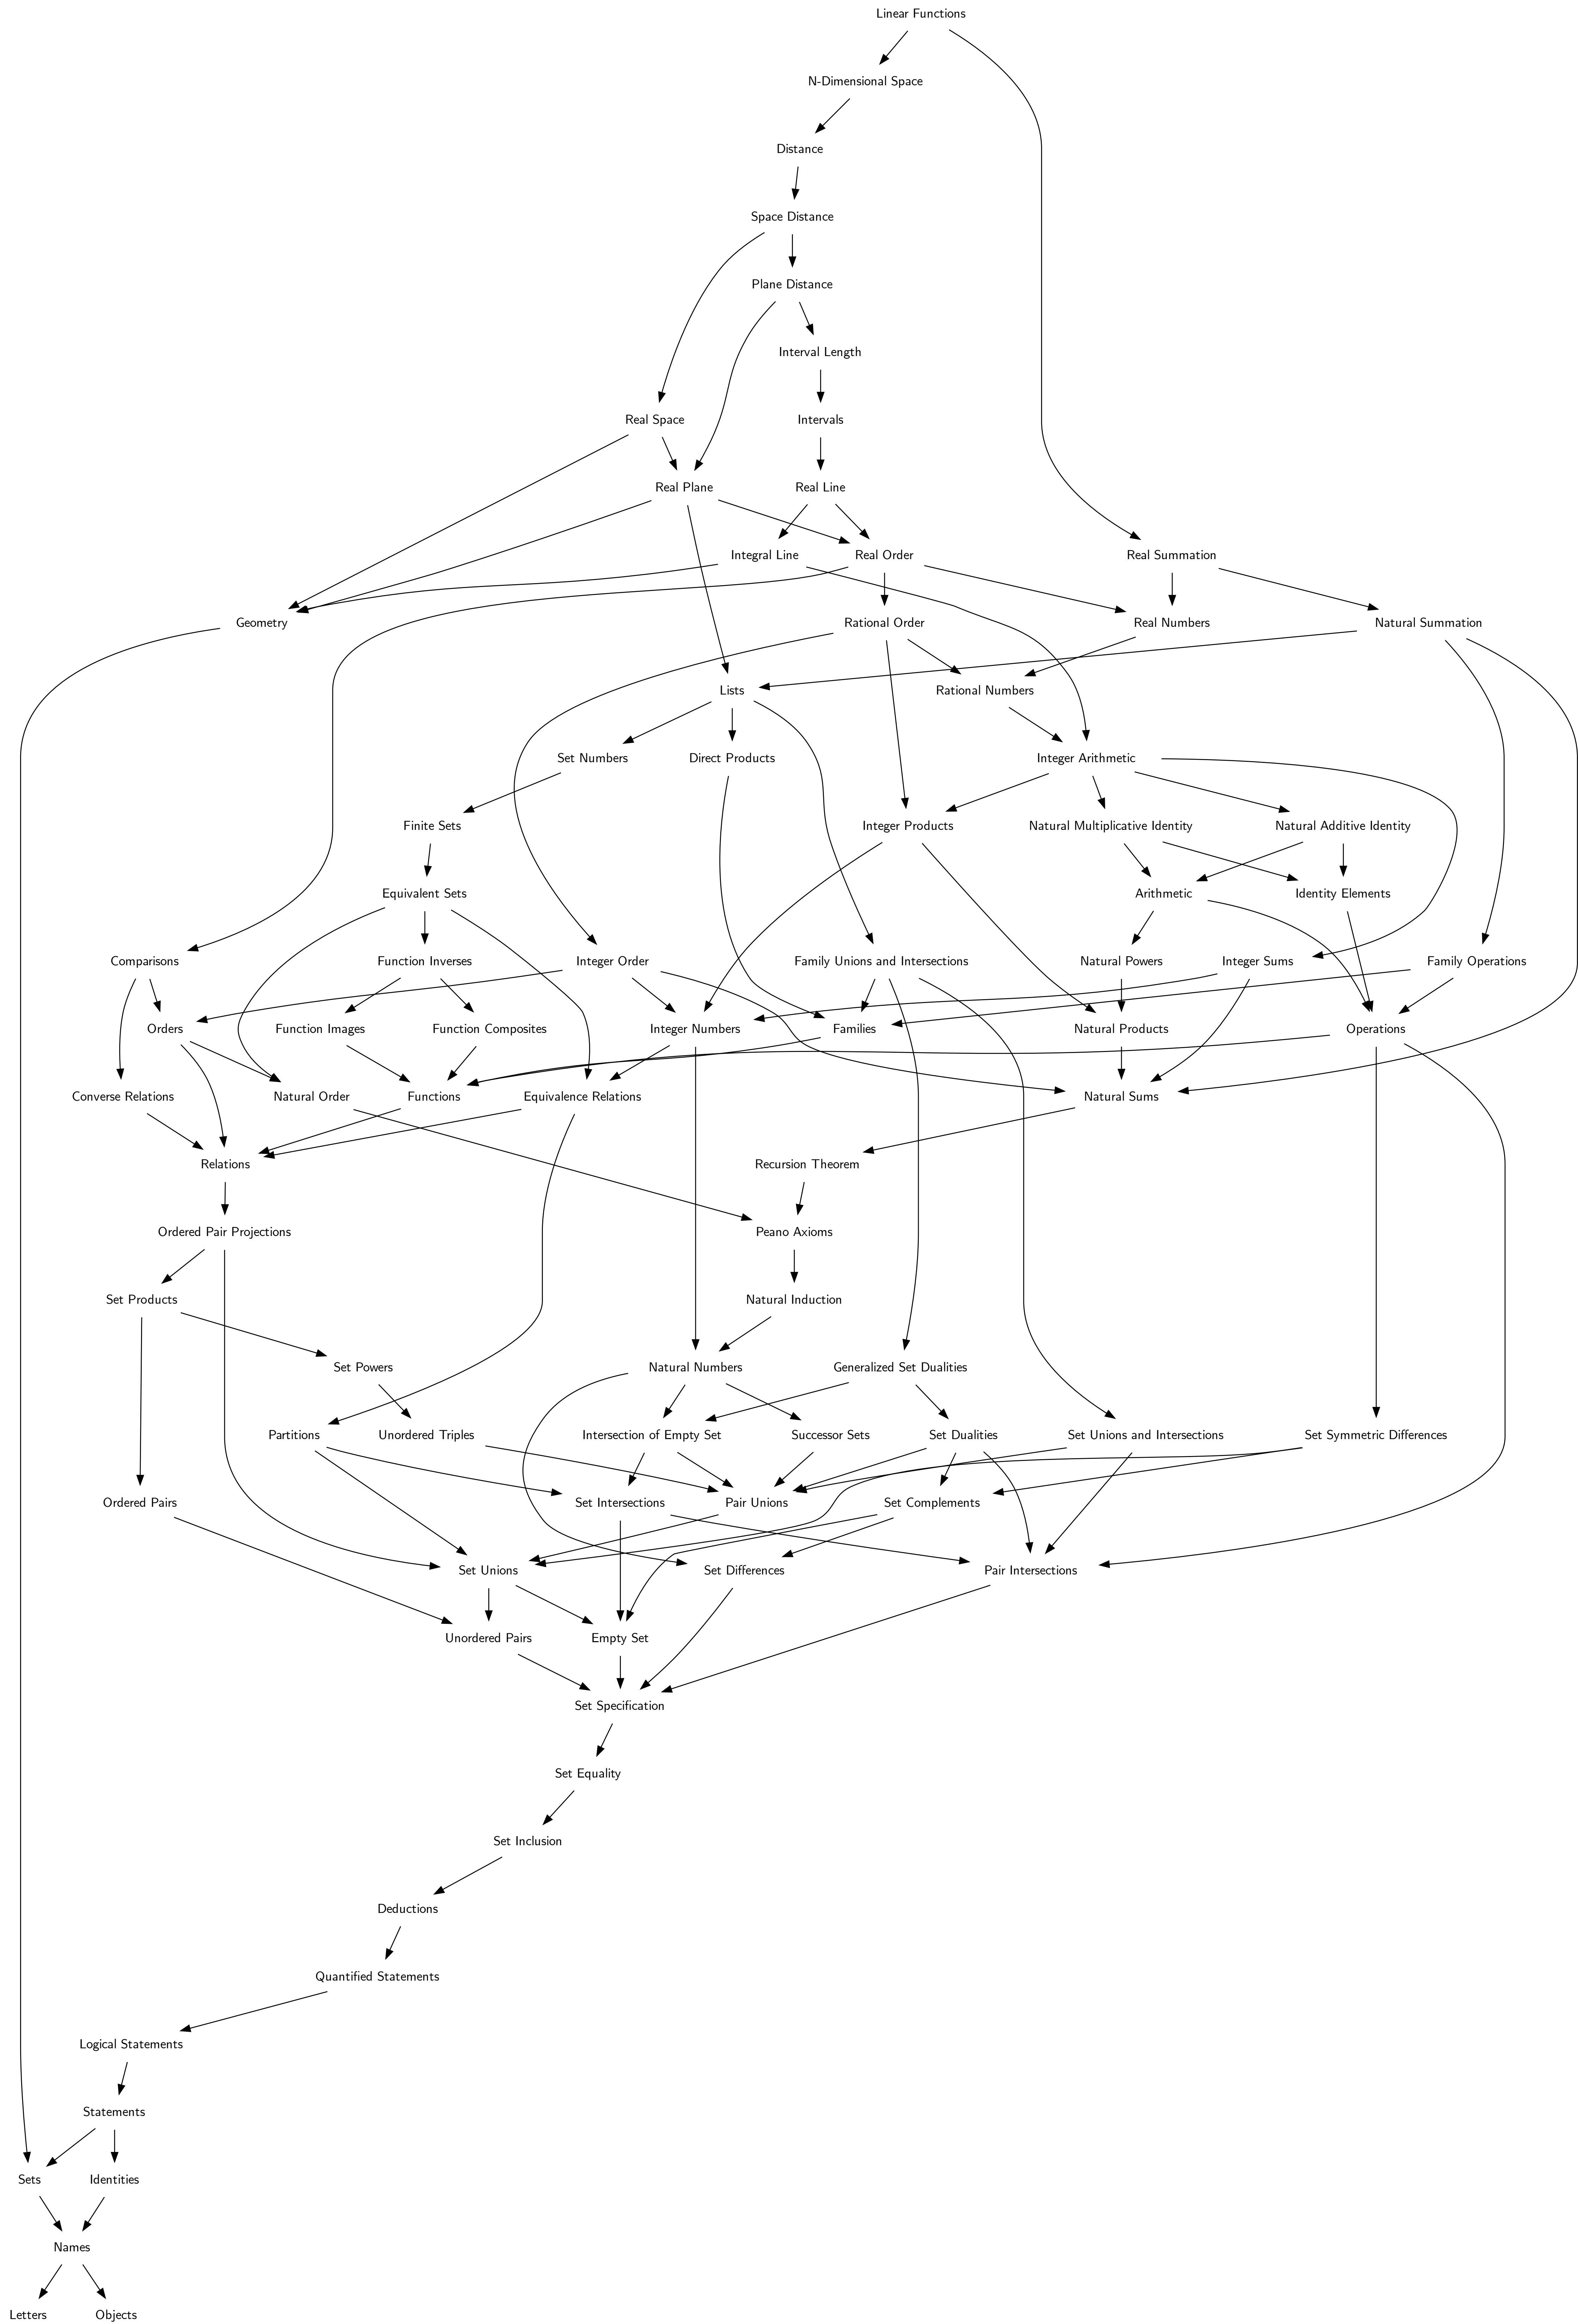 Linear Functions
N-Dimensional Space
Distance
Space Distance
Plane Distance
Interval Length
Real Space
Intervals
Real Plane
Real Line
Integral Line
Real Order
Real Summation
Geometry
Rational Order
Real Numbers
Natural Summation
Lists
Rational Numbers
Set Numbers
Direct Products
Integer Arithmetic
Finite Sets
Integer Products
Natural Multiplicative Identity
Natural Additive Identity
Equivalent Sets
Arithmetic
Identity Elements
Comparisons
Function Inverses
Integer Order
Family Unions and Intersections
Natural Powers
Integer Sums
Family Operations
Orders
Function Images
Function Composites
Integer Numbers
Families
Natural Products
Operations
Converse Relations
Natural Order
Functions
Equivalence Relations
Natural Sums
Relations
Recursion Theorem
Ordered Pair Projections
Peano Axioms
Set Products
Natural Induction
Set Powers
Natural Numbers
Generalized Set Dualities
Partitions
Unordered Triples
Intersection of Empty Set
Successor Sets
Set Dualities
Set Unions and Intersections
Set Symmetric Differences
Ordered Pairs
Set Intersections
Pair Unions
Set Complements
Set Unions
Set Differences
Pair Intersections
Unordered Pairs
Empty Set
Set Specification
Set Equality
Set Inclusion
Deductions
Quantified Statements
Logical Statements
Statements
Sets
Identities
Names
Letters
Objects